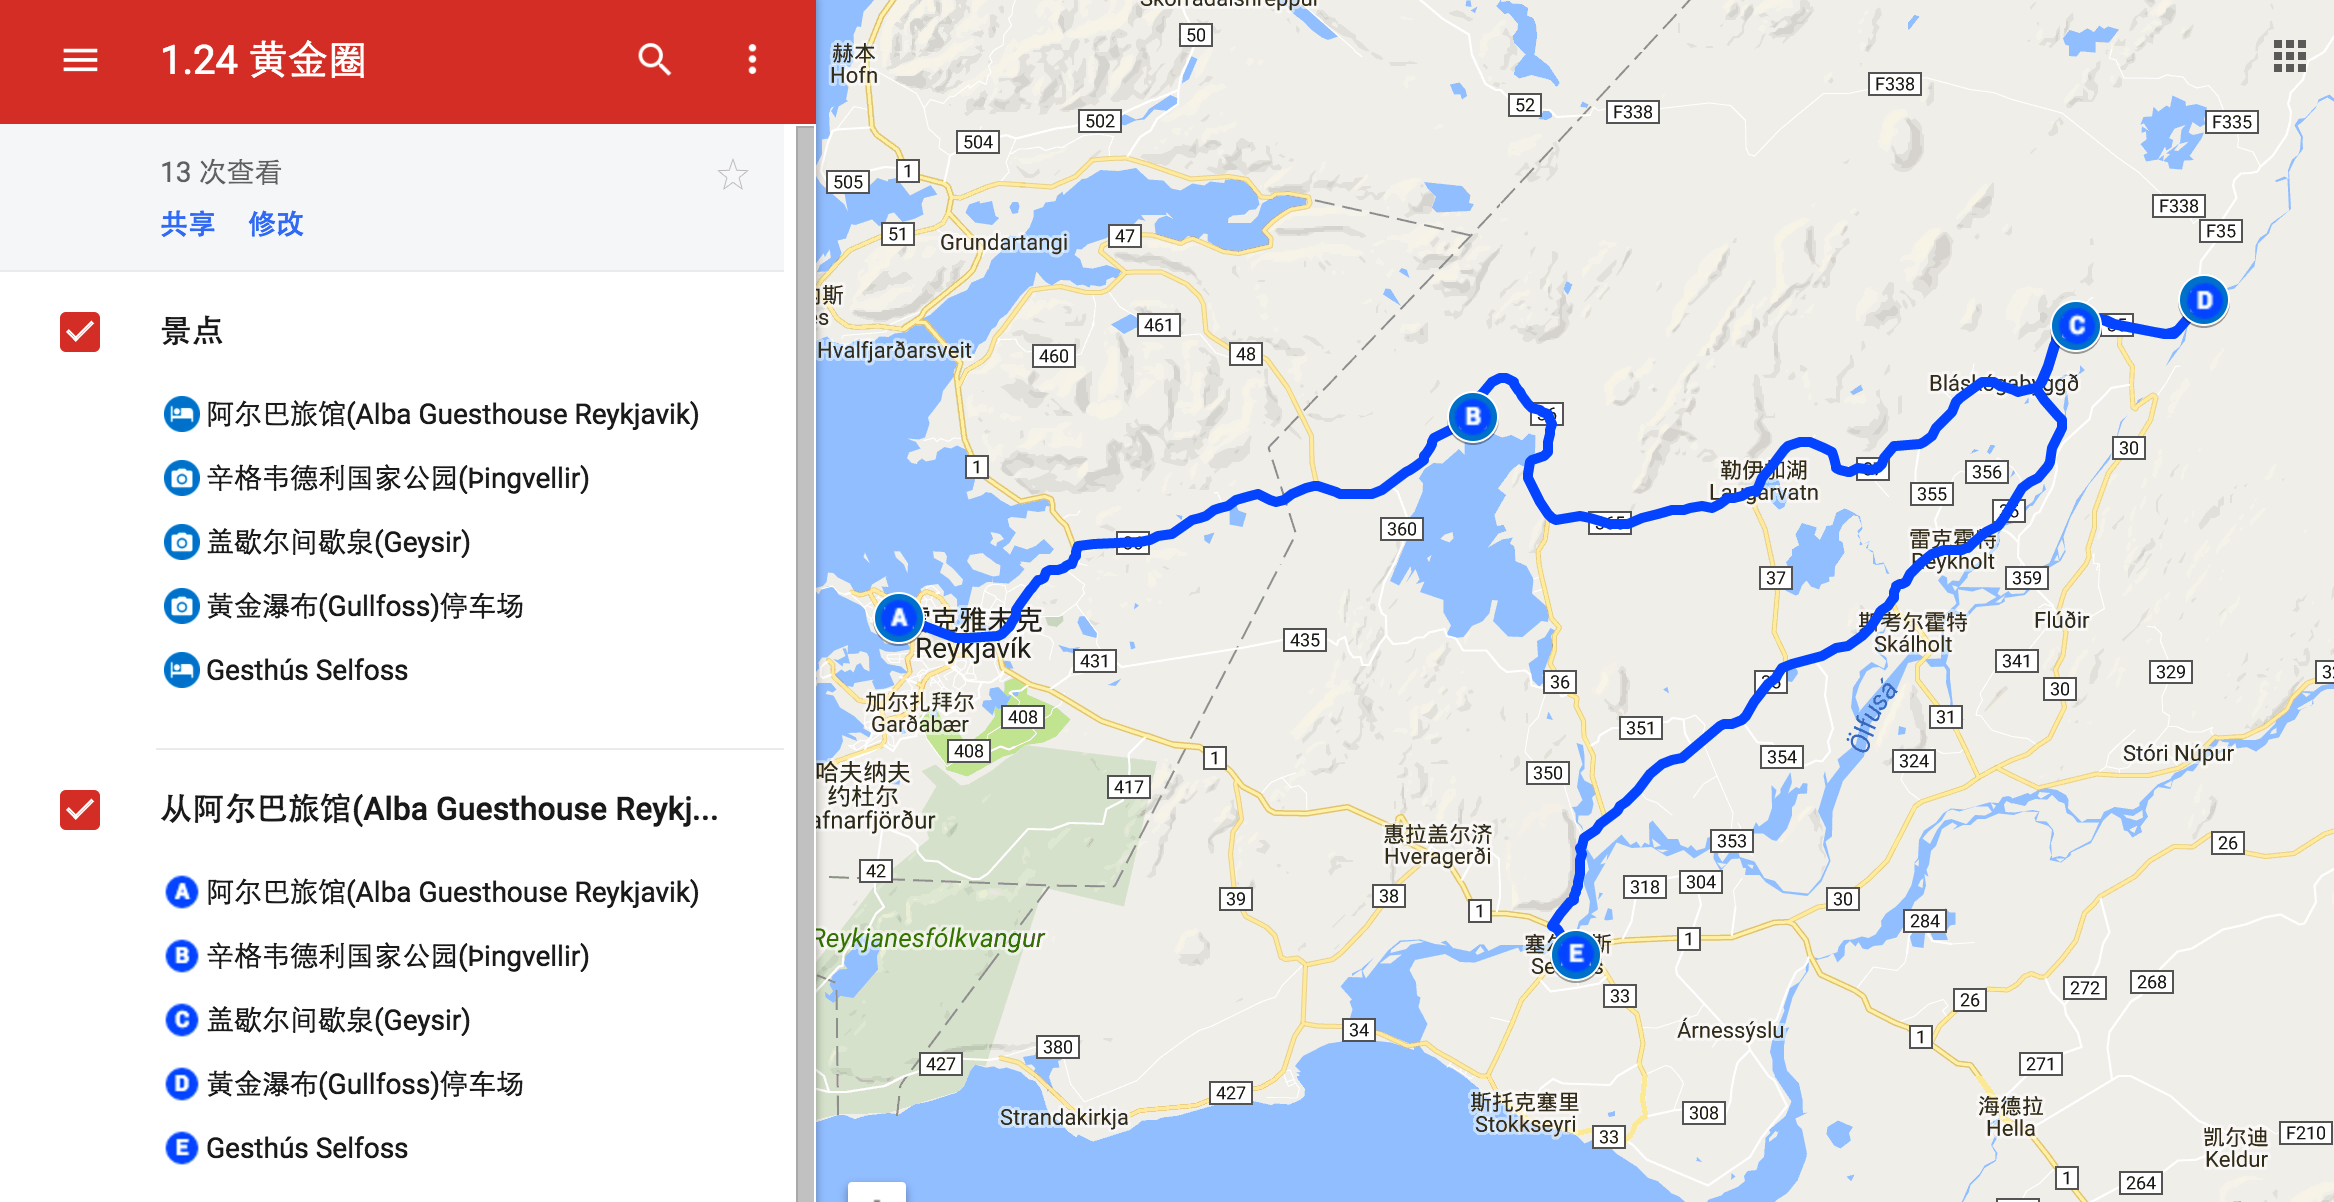 1.24 黄金圈
13 次查看
共享 修改
景点
阿尔巴旅馆(Alba Guesthouse Reykjavik)
辛格韦德利国家公园(Þingvellir)
盖歇尔间歇泉(Geysir)
黃金瀑布(Gullfoss)停车场
Gesthús Selfoss
从阿尔巴旅馆(Alba Guesthouse Reykj...
A 阿尔巴旅馆(Alba Guesthouse Reykjavik)
B 辛格韦德利国家公园(Þingvellir)
C 盖歇尔间歇泉(Geysir)
D 黃金瀑布(Gullfoss)停车场
E Gesthús Selfoss
50
赫本
Hofn
F338
52
F338
502
F335
504
1
505
F338
51
F35
Grundartangi
47
D
C
461
Hvalfjarðarsveit
460
48
Bláskógabyggð
B
30
1
勒伊加湖
Laugarvatn
356
355
360
雷克霍特
Reykholt
37
359
A
克雅未克
Reykjavík
斯考尔霍特
Skálholt
Flúðir
435
431
341
329
36
30
加尔扎拜尔
Garðabær
408
408
351
31
Ölfusá
1
354
324
Stóri Núpur
哈夫纳夫
约杜尔
afnarfjörður
350
417
惠拉盖尔济
Hveragerði
353
26
42
318
304
39
38
1
30
284
Reykjanesfólkvangur
1
E
33
272
268
26
34
Árnessýslu
1
380
427
271
427
Strandakirkja
斯托克塞里
Stokkseyri
308
33
海德拉
Hella
凯尔迪
Keldur
F210
1
264